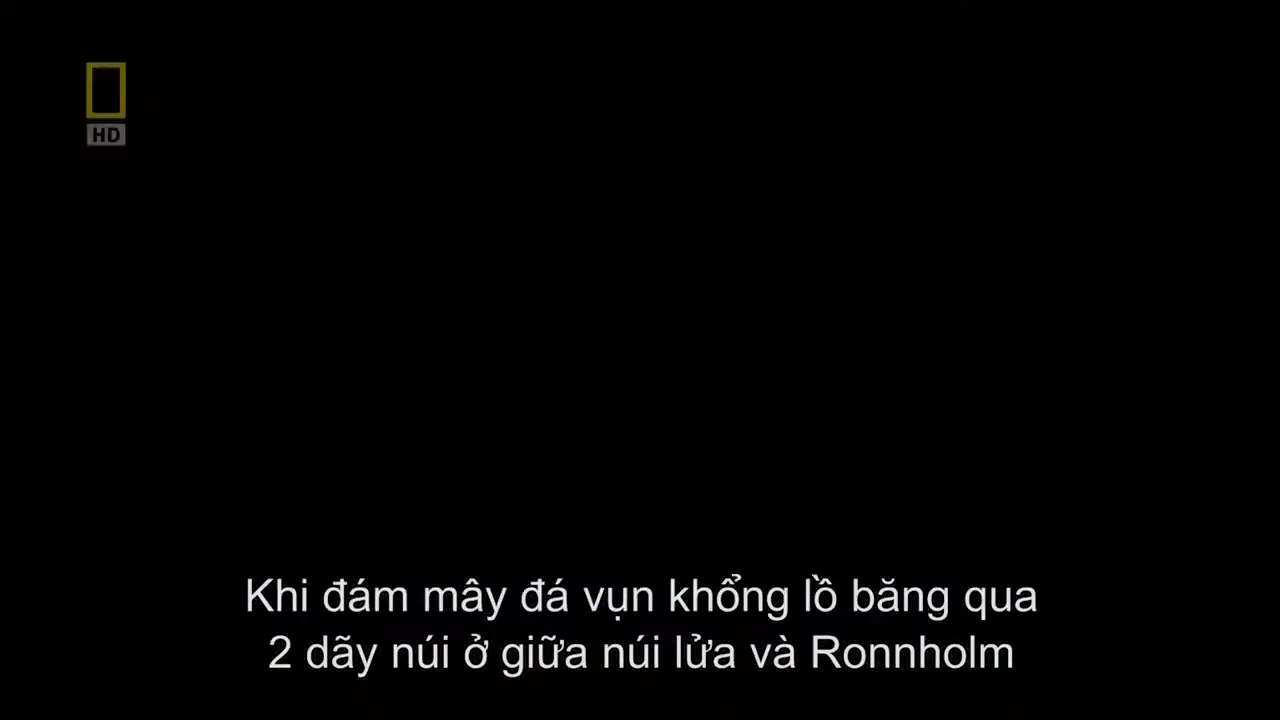 HD
Khi đám mây đá vụn khổng lồ băng qua
2 dãy núi ở giữa núi lửa và Ronnholm